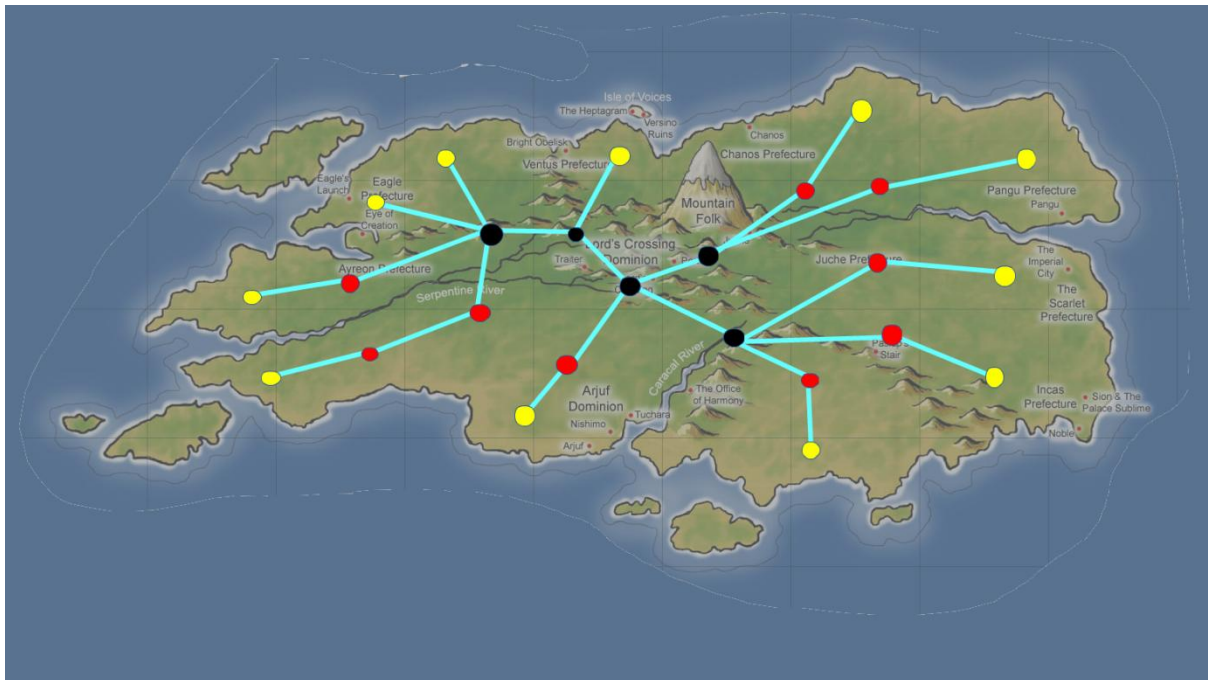 Isle of Voices
The Heptagram
Versino
Ruins
Chanos
Bright Obelisk
Ventus Prefecture
Chanos Prefecture
Eagle's
Launch
Eagle
Prefecture
Pangu Prefecture
Pangu
Mountain
Folk
Eye of
Creation
Lord's Crossing
Dominion
Traiter
Ayreon Prefecture
Juche Prefecture
The
Imperial
City
Serpentine River
The
Scarlet
Prefecture
Caracal River
Stair
The Office
of Harmony
Arjuf
Dominion
Incas
Prefecture
Sion & The
Palace Sublime
Tuchara
Nishimo
Noble
Arjuf